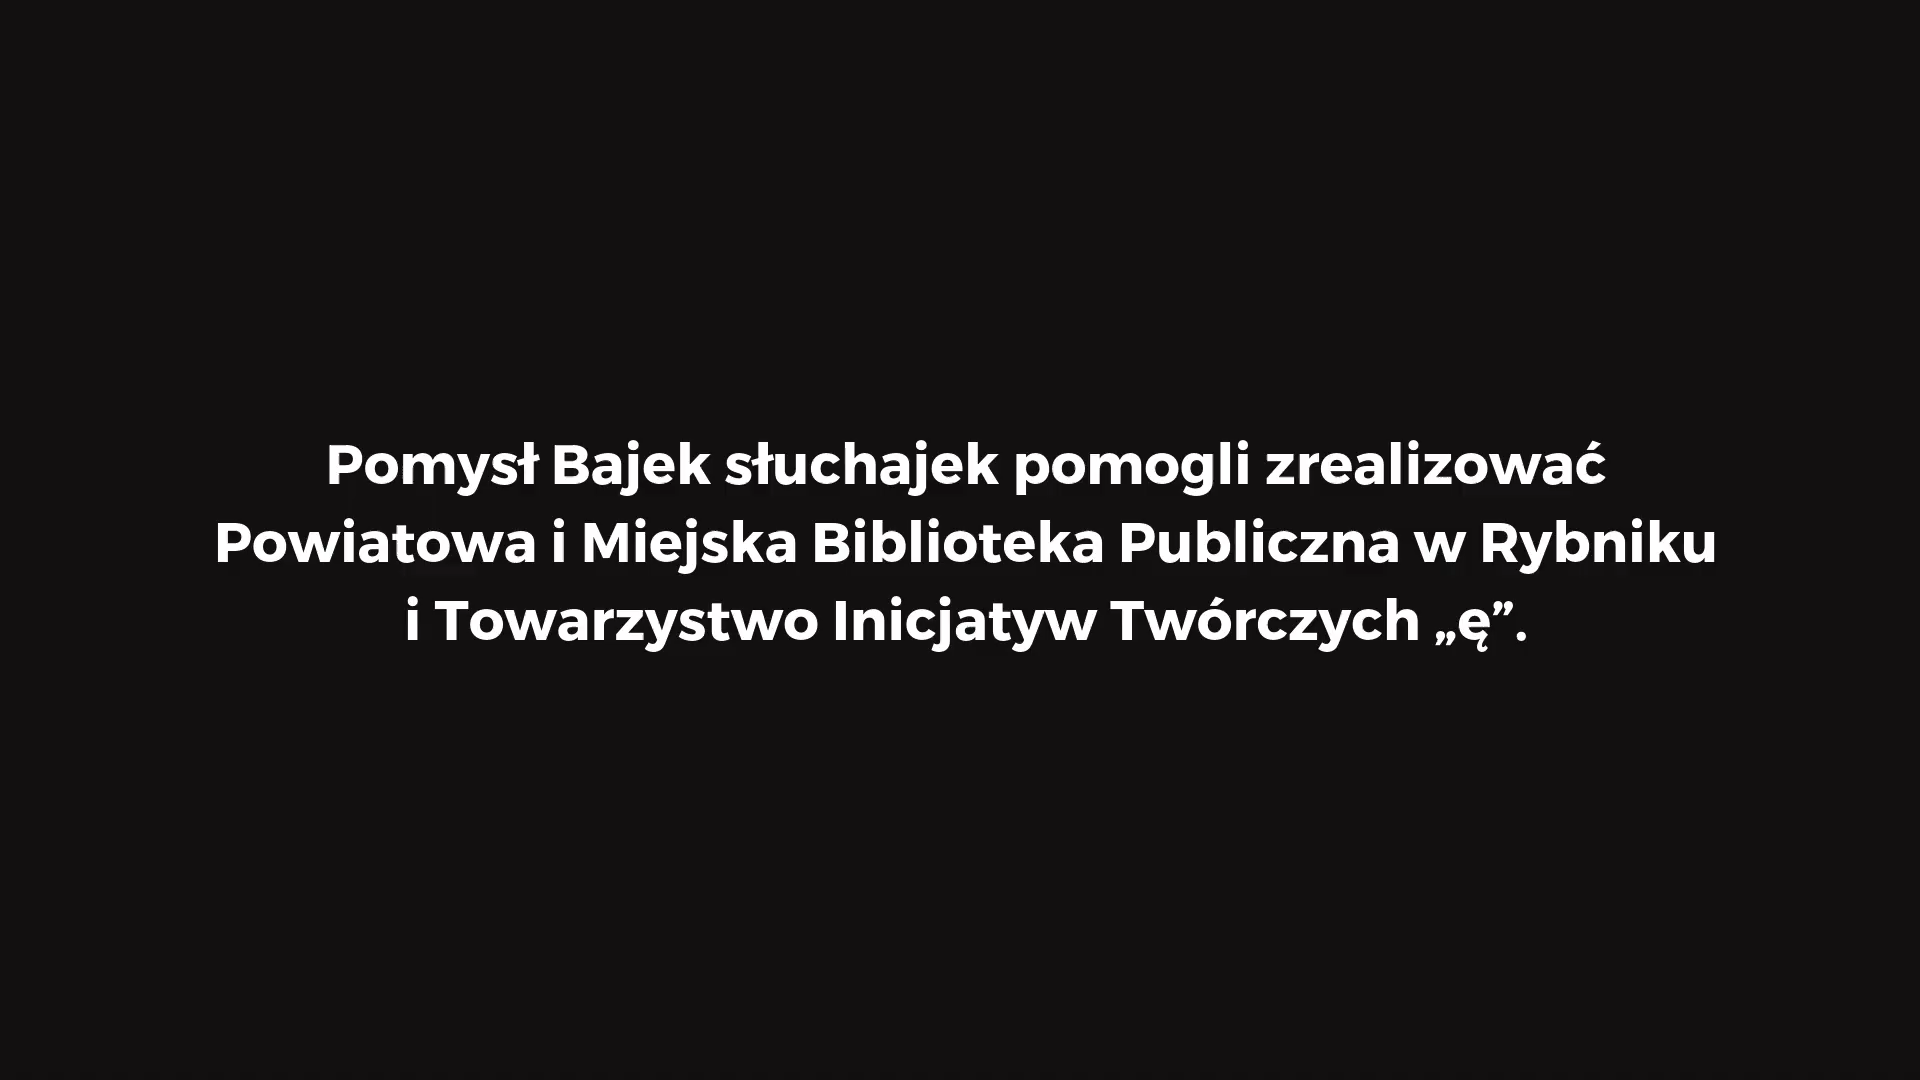 Pomysł Bajek słuchajek pomogli zrealizować
Powiatowa i Miejska Biblioteka Publiczna w Rybniku
i Towarzystwo Inicjatyw Twórczych „ę”.